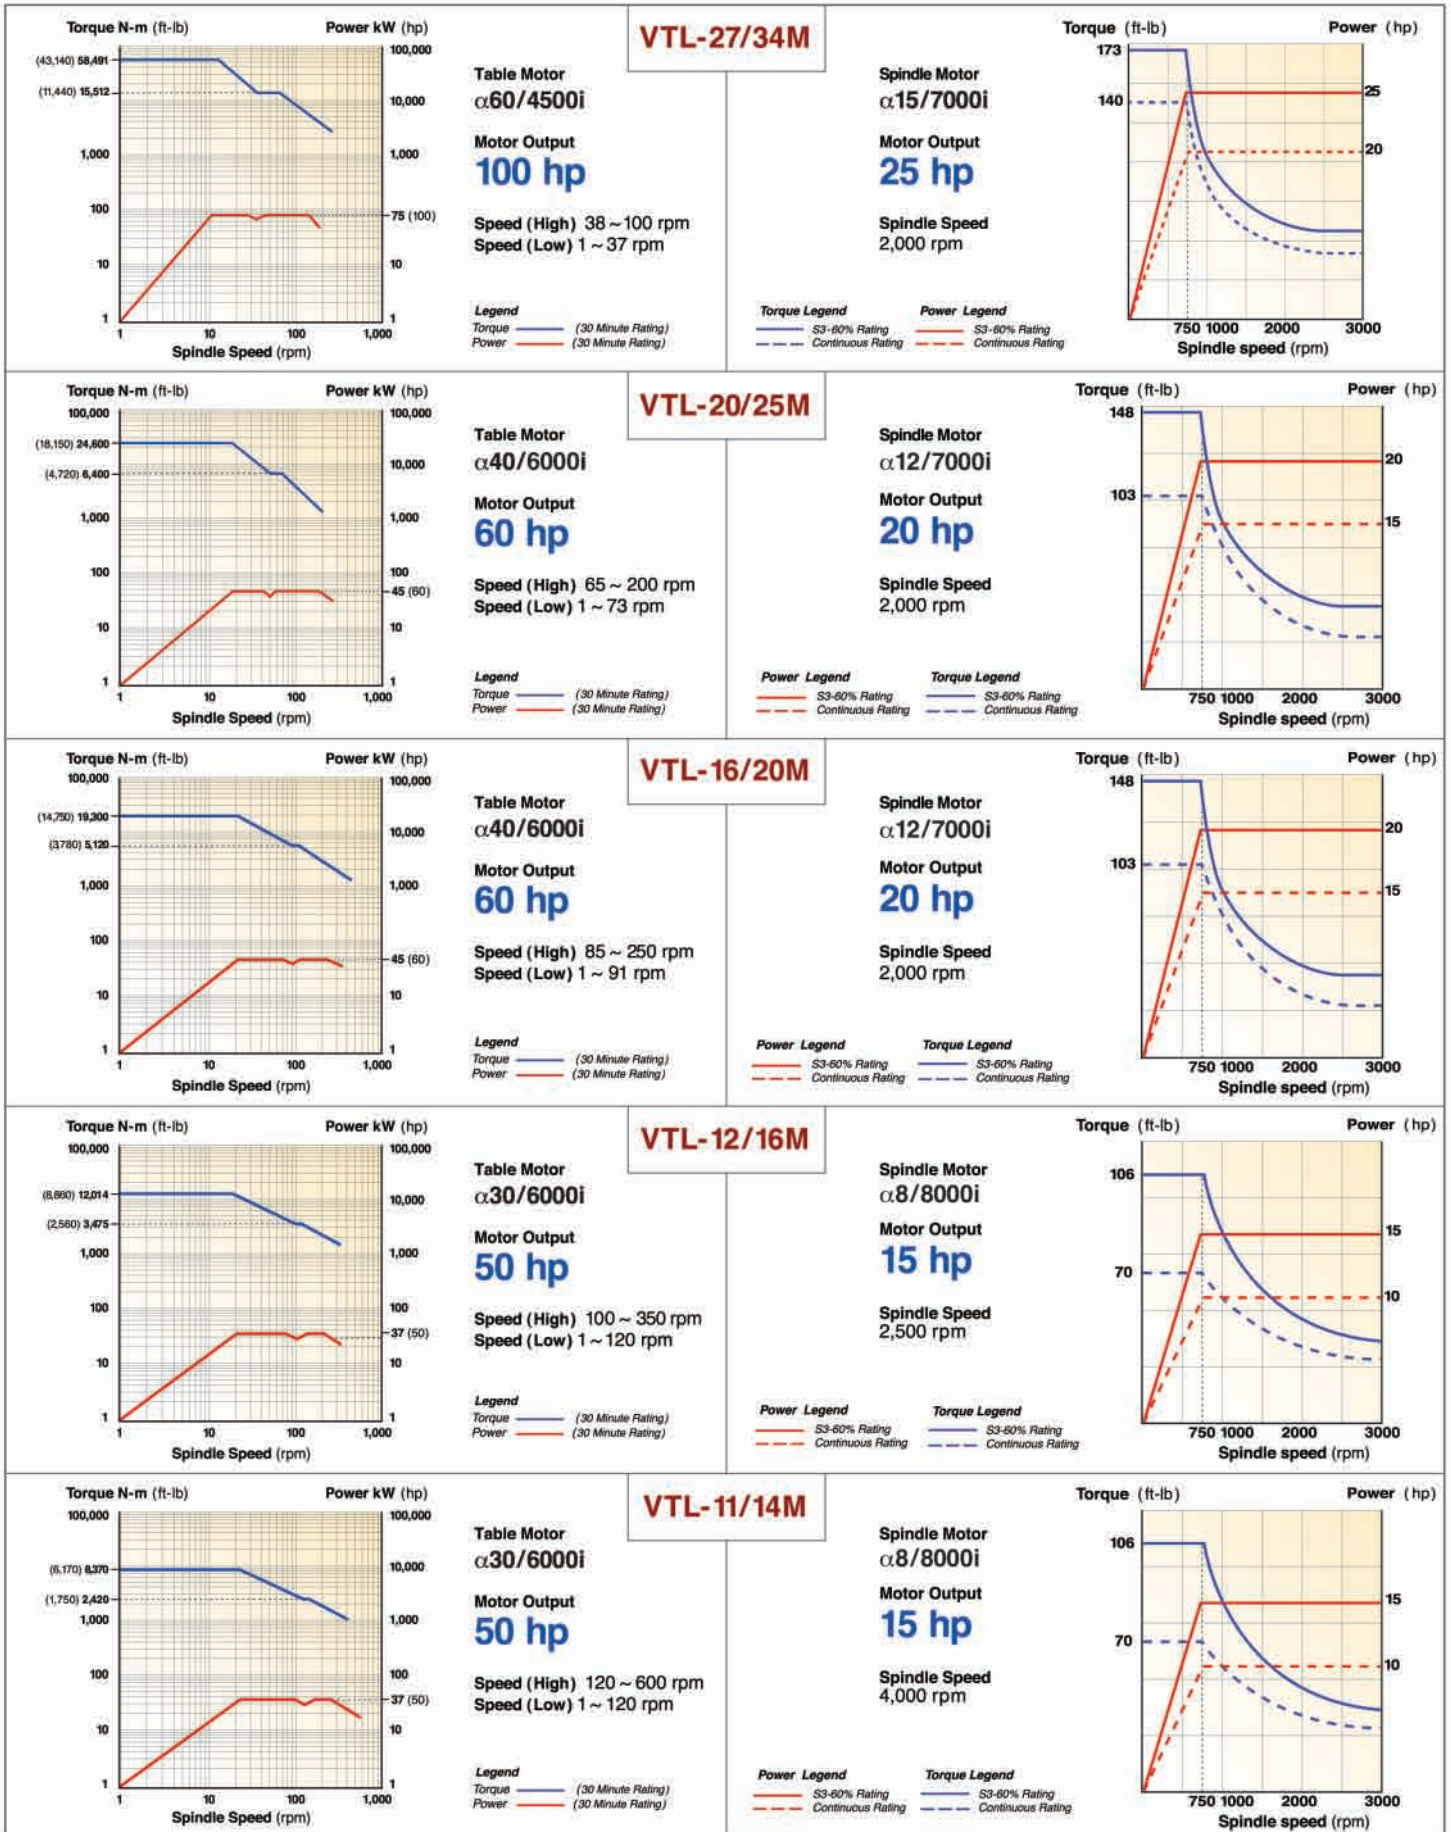 VTL-27/34M
Torque N-m (ft-lb) Power kW (hp)
100,000
(43,140) 58,491
(11,440) 15,512 10,000
1,000 1,000
100 75 (100)
10 10
1 1
1 10 100 1,000
Spindle Speed (rpm)
Table Motor
α60/4500i
Motor Output
100 hp
Speed (High) 38 ~ 100 rpm
Speed (Low) 1 ~ 37 rpm
Legend
Torque (30 Minute Rating)
Power (30 Minute Rating)
Spindle Motor
α15/7000i
Motor Output
25 hp
Spindle Speed
2,000 rpm
Torque Legend Power Legend
S3-60% Rating S3-60% Rating
Continuous Rating Continuous Rating
Torque (ft-lb) Power (hp)
173
25
140
20
750 1000 2000 3000
Spindle speed (rpm)
VTL-20/25M
Torque N-m (ft-lb) Power kW (hp)
100,000 100,000
(18,150) 24,600
(4,720) 6,400 10,000
1,000 1,000
100 100
45 (60)
10 10
1 1
1 10 100 1,000
Spindle Speed (rpm)
Table Motor
α40/6000i
Motor Output
60 hp
Speed (High) 65 ~ 200 rpm
Speed (Low) 1 ~ 73 rpm
Legend
Torque (30 Minute Rating)
Power (30 Minute Rating)
Spindle Motor
α12/7000i
Motor Output
20 hp
Spindle Speed
2,000 rpm
Power Legend Torque Legend
S3-60% Rating S3-60% Rating
Continuous Rating Continuous Rating
Torque (ft-lb) Power (hp)
148
20
103
15
750 1000 2000 3000
Spindle speed (rpm)
VTL-16/20M
Torque N-m (ft-lb) Power kW (hp)
100,000 100,000
(14,750) 19,300
10,000
(3780) 5,120
1,000 1,000
100
45 (60)
10 10
1 1
1 10 100 1,000
Spindle Speed (rpm)
Table Motor
α40/6000i
Motor Output
60 hp
Speed (High) 85 ~ 250 rpm
Speed (Low) 1 ~ 91 rpm
Legend
Torque (30 Minute Rating)
Power (30 Minute Rating)
Spindle Motor
α12/7000i
Motor Output
20 hp
Spindle Speed
2,000 rpm
Power Legend Torque Legend
S3-60% Rating S3-60% Rating
Continuous Rating Continuous Rating
Torque (ft-lb) Power (hp)
148
20
103
15
750 1000 2000 3000
Spindle speed (rpm)
VTL-12/16M
Torque N-m (ft-lb) Power kW (hp)
100,000 100,000
(8,860) 12,014 10,000
(2,560) 3,475
1,000 1,000
100 100
37 (50)
10 10
1 1
1 10 100 1,000
Spindle Speed (rpm)
Table Motor
α30/6000i
Motor Output
50 hp
Speed (High) 100 ~ 350 rpm
Speed (Low) 1 ~ 120 rpm
Legend
Torque (30 Minute Rating)
Power (30 Minute Rating)
Spindle Motor
α8/8000i
Motor Output
15 hp
Spindle Speed
2,500 rpm
Power Legend Torque Legend
S3-60% Rating S3-60% Rating
Continuous Rating Continuous Rating
Torque (ft-lb) Power (hp)
106
15
70
10
750 1000 2000 3000
Spindle speed (rpm)
VTL-11/14M
Torque N-m (ft-lb) Power kW (hp)
100,000 100,000
(6,170) 8,370 10,000
(1,750) 2,420
1,000 1,000
100 100
37 (50)
10 10
1 1
1 10 100 1,000
Spindle Speed (rpm)
Table Motor
α30/6000i
Motor Output
50 hp
Speed (High) 120 ~ 600 rpm
Speed (Low) 1 ~ 120 rpm
Legend
Torque (30 Minute Rating)
Power (30 Minute Rating)
Spindle Motor
α8/8000i
Motor Output
15 hp
Spindle Speed
4,000 rpm
Power Legend Torque Legend
S3-60% Rating S3-60% Rating
Continuous Rating Continuous Rating
Torque (ft-lb) Power (hp)
106
15
70
10
750 1000 2000 3000
Spindle speed (rpm)